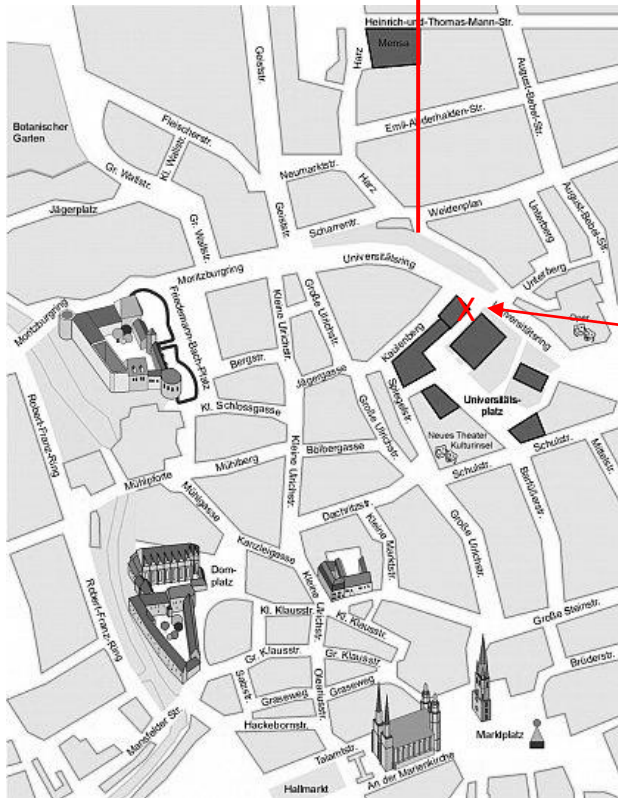 Heinrich-und-Thomas-Mann-Str.
Mensa
Harz
Geiststr.
August-Bebel-Str.
Botanischer
Garten
Fleischerstr.
Kl. Wallstr.
Gr. Wallstr.
Emil-Abderhalden-Str.
Neumarktstr.
Harz
Jägerplatz
Gr. Wallstr.
Geiststr.
Scharrenstr.
Weidenplan
Unterberg
August-Bebel-Str.
Moritzburgring
Universitätsring
Unterberg
Moritzburgring
Friedemann-Bach-Platz
Kleine Ulrichstr.
Große Ulrichstr.
Kaulenberg
Universitätsring
Oper
Bergstr.
Jägergasse
Spiegelstr.
Universitäts-
platz
Robert-Franz-Ring
Kl. Schlossgasse
Große Ulrichstr.
Neues Theater
Kulturinsel
Schulstr.
Mittelstr.
Mühlberg
Bölbergasse
Kleine Ulrichstr.
Schulstr.
Barfüßerstr.
Mühlpforte
Mühlgasse
Dachritzstr.
Kleine Marktstr.
Große Ulrichstr.
Kanzleigasse
Dom-
platz
Kleine Ulrichstr.
Robert-Franz-Ring
Kl. Klausstr.
Kl. Klausstr.
Große Steinstr.
Gr. Klausstr.
Gr. Klausstr.
Brüderstr.
Salzstr.
Graseweg
Oleariusstr.
Graseweg
Mansfelder Str.
Hackebornstr.
Talamtstr.
Marktplatz
An der Marienkirche
Hallmarkt